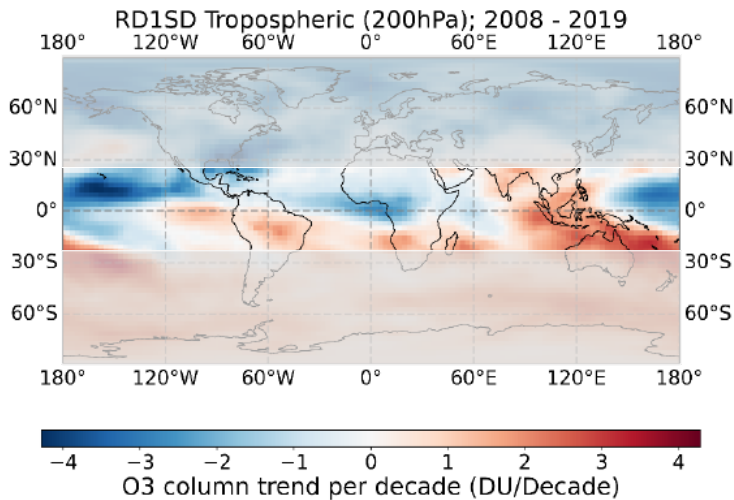 RD1SD Tropospheric (200hPa); 2008 - 2019
180° 120°W 60°W 0° 60°E 120°E 180°
60°N 60°N
30°N 30°N
0° 0°
30°S 30°S
60°S 60°S
180° 120°W 60°W 0° 60°E 120°E 180°
−4 −3 −2 −1 0 1 2 3 4
O3 column trend per decade (DU/Decade)